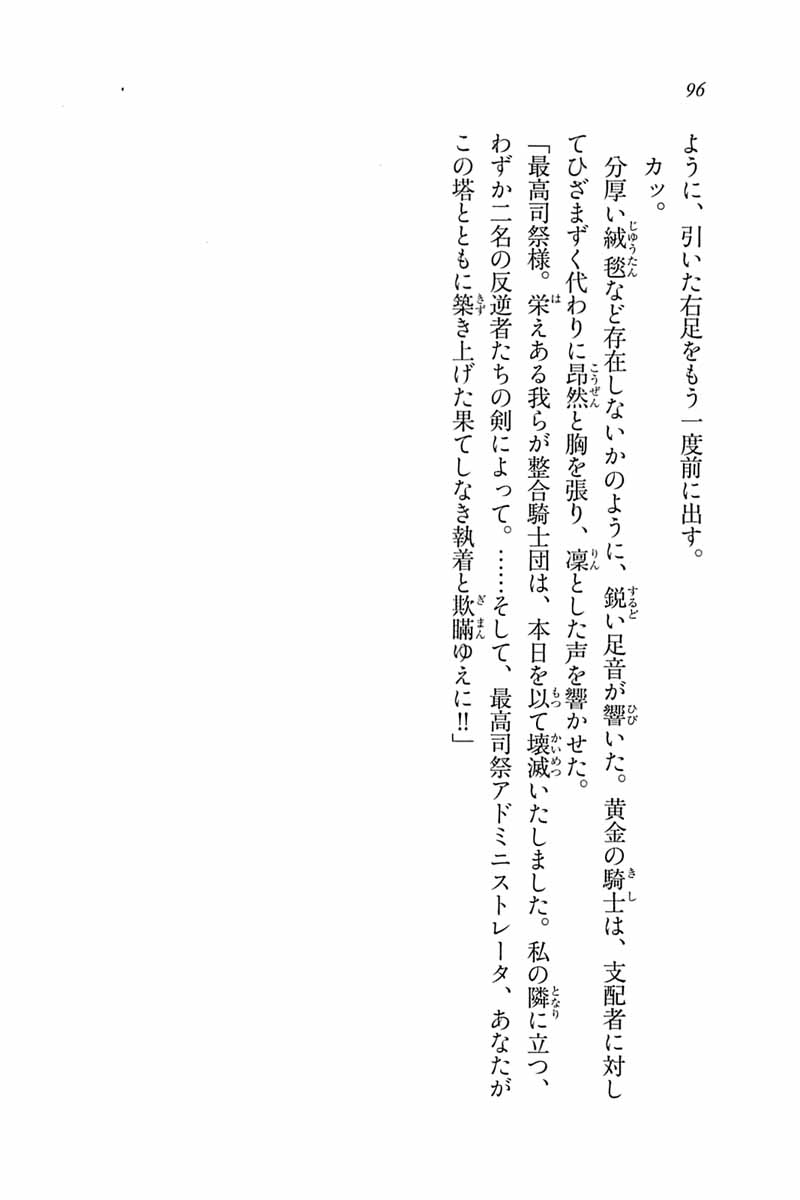 96
ように、引いた右足をもう一度前に出す。
カッ。
分厚い絨毯など存在しないかのように、鋭い足音が響いた。黄金の騎士は、支配者に対し
てひざまずく代わりに昂然と胸を張り、凜とした声を響かせた。
「最高司祭様。栄えある我らが整合騎士団は、本日を以て壊滅いたしました。私の隣に立つ、
わずか二名の反逆者たちの剣によって。……そして、最高司祭アドミニストレータ、あなたが
この塔とともに築き上げた果てしなき執着と欺瞞ゆえに!!」